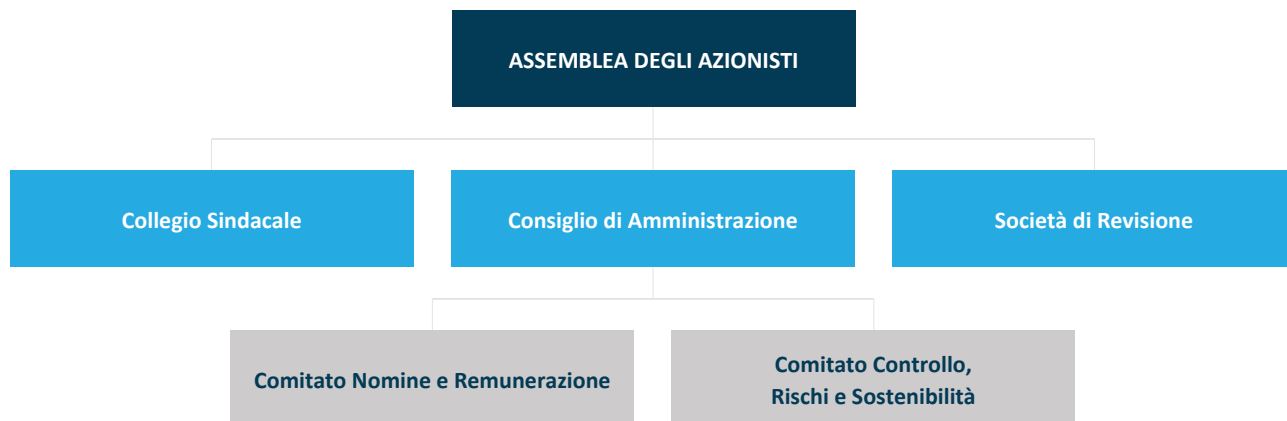 ASSEMBLEA DEGLI AZIONISTI
Collegio Sindacale
Consiglio di Amministrazione
Società di Revisione
Comitato Nomine e Remunerazione
Comitato Controllo,
Rischi e Sostenibilità